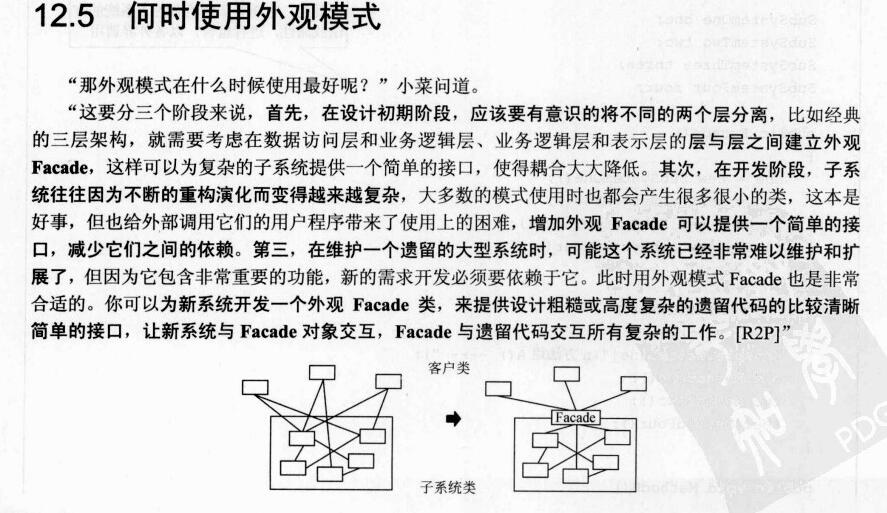 12.5 何时使用外观模式
“那外观模式在什么时候使用最好呢？”小菜问道。
“这要分三个阶段来说，首先，在设计初期阶段，应该要有意识的将不同的两个层分离，比如经典
的三层架构，就需要考虑在数据访问层和业务逻辑层、业务逻辑层和表示层的层与层之间建立外观
Facade，这样可以为复杂的子系统提供一个简单的接口，使得耦合大大降低。其次，在开发阶段，子系
统往往因为不断的重构演化而变得越来越复杂，大多数的模式使用时也都会产生很多很小的类，这本是
好事，但也给外部调用它们的用户程序带来了使用上的困难，增加外观 Facade 可以提供一个简单的接
口，减少它们之间的依赖。第三，在维护一个遗留的大型系统时，可能这个系统已经非常难以维护和扩
展了，但因为它包含非常重要的功能，新的需求开发必须要依赖于它。此时用外观模式 Facade 也是非常
合适的。你可以为新系统开发一个外观 Facade 类，来提供设计粗糙或高度复杂的遗留代码的比较清晰
简单的接口，让新系统与 Facade 对象交互，Facade 与遗留代码交互所有复杂的工作。[R2P]”
客户类
Facade
子系统类
PDG